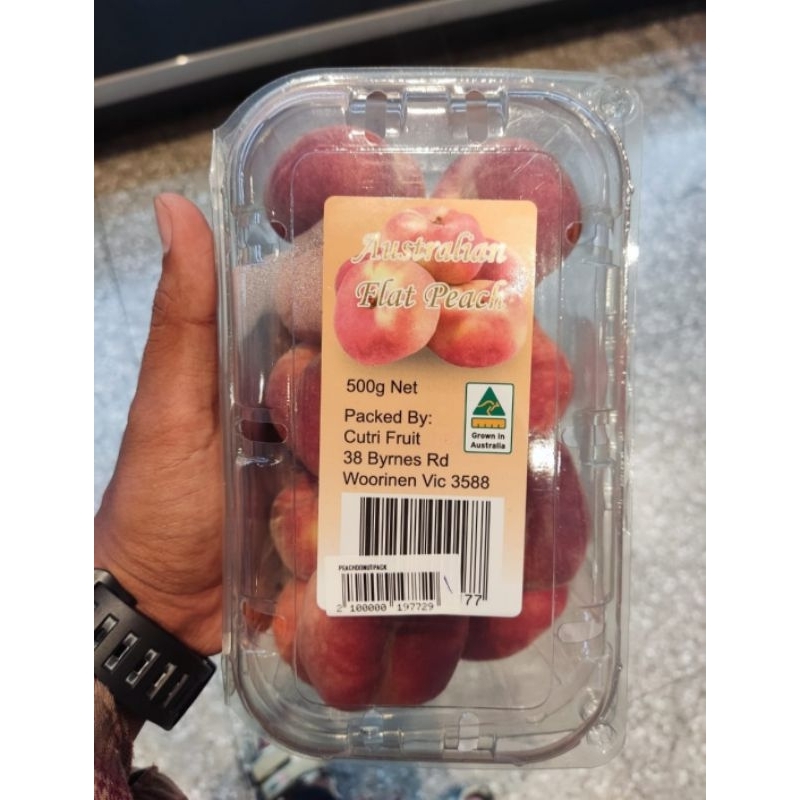 Australian
Flat Peach
500g Net
Packed By:
Cutri Fruit
38 Byrnes Rd
Woorinen Vic 3588
Grown in
Australia
PEACHDONUTPACK
2 100000 197729
77